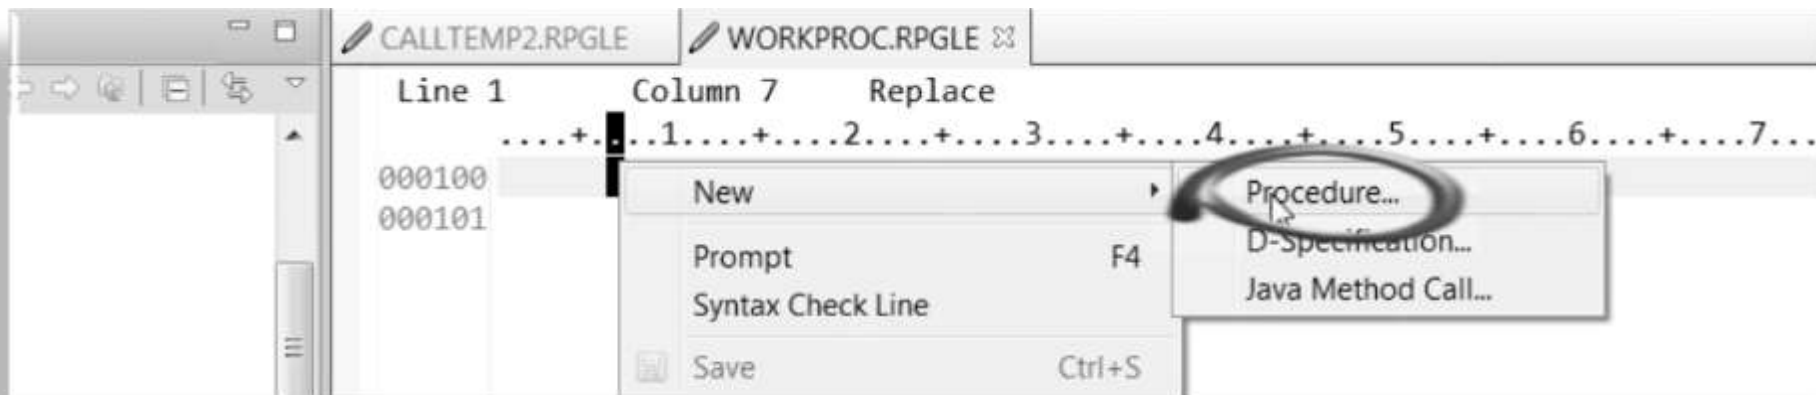 CALLTEMP2.RPGLE WORKPROC.RPGLE
Line 1 Column 7 Replace
....+....1....+....2....+....3....+....4....+....5....+....6....+....7...
000100
000101
New
Prompt F4
Syntax Check Line
Save Ctrl+S
Procedure...
D-Specification...
Java Method Call...